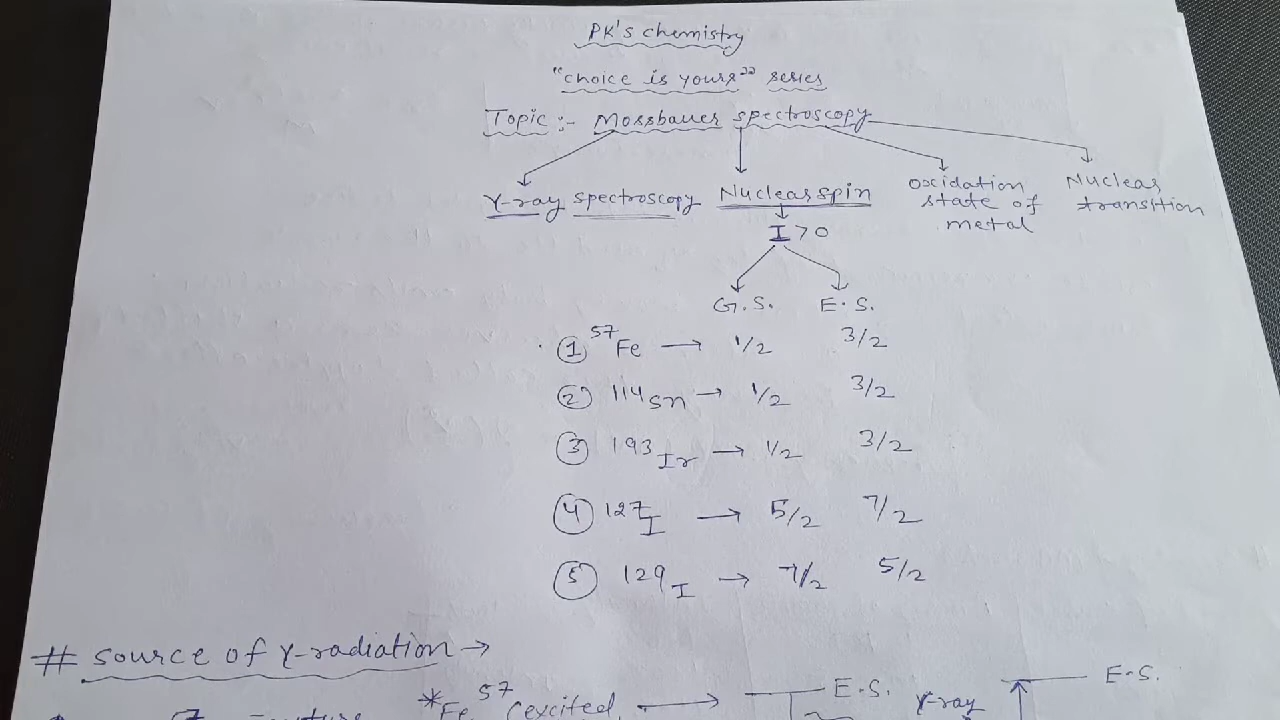 PK's chemistry
"choice is yours" series
Topic :- Mossbauer spectroscopy
γ-ray spectroscopy Nuclear spin Oxidation state of metal Nuclear transition
I > 0
G.S. E.S.
① 57Fe → 1/2 3/2
② 114Sn → 1/2 3/2
③ 193Ir → 1/2 3/2
④ 127I → 5/2 7/2
⑤ 129I → 7/2 5/2
# source of γ-radiation →
*Fe57 (excited → E.S. γ-ray E.S.